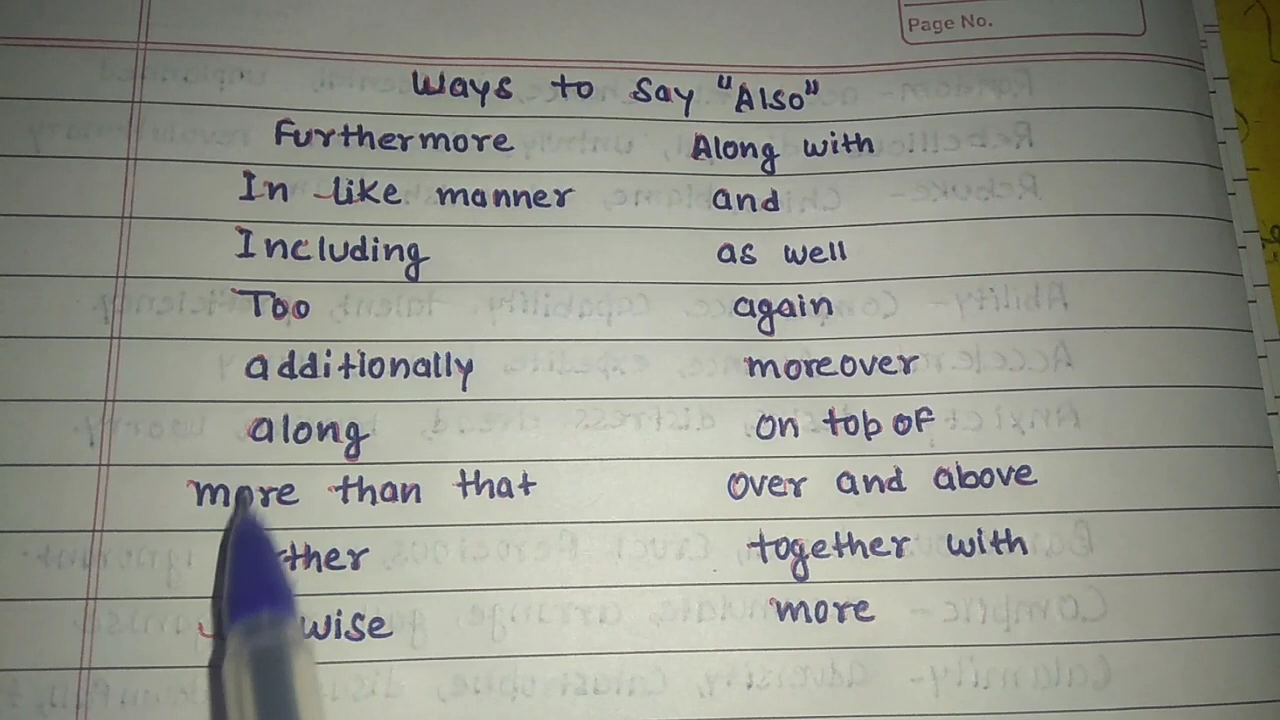 Page No.
Ways to say "Also"
Furthermore Along with
In like manner and
Including as well
Too again
additionally moreover
along on top of
more than that over and above
together with
more